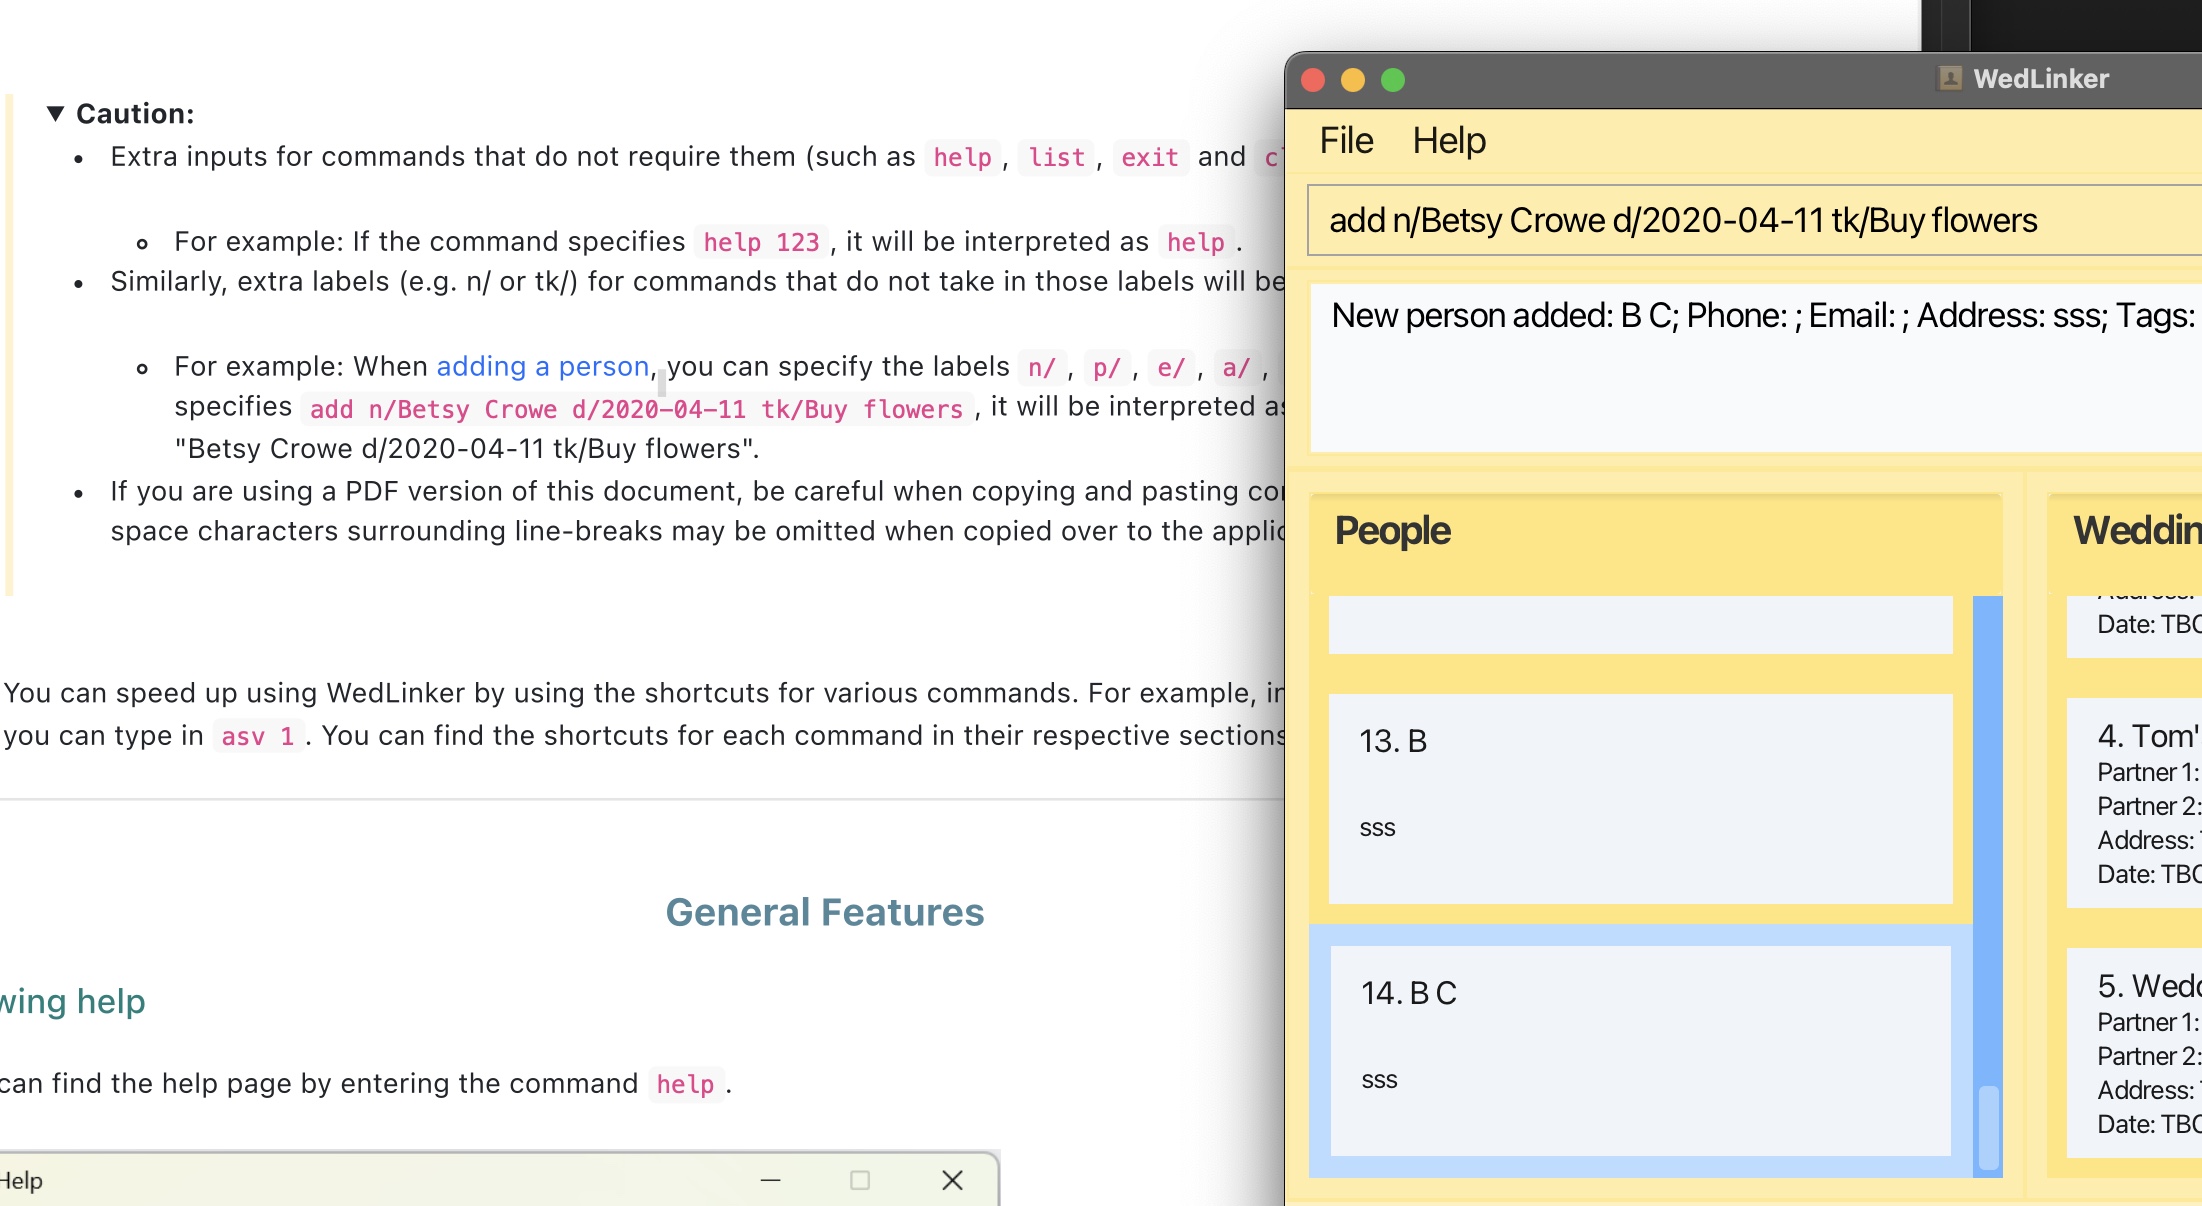 Caution:
Extra inputs for commands that do not require them (such as help, list, exit and
For example: If the command specifies help 123, it will be interpreted as help.
Similarly, extra labels (e.g. n/ or tk/) for commands that do not take in those labels will be
For example: When adding a person, you can specify the labels n/, p/, e/, a/,
specifies add n/Betsy Crowe d/2020-04-11 tk/Buy flowers, it will be interpreted as
"Betsy Crowe d/2020-04-11 tk/Buy flowers".
If you are using a PDF version of this document, be careful when copying and pasting
space characters surrounding line-breaks may be omitted when copied over to the
You can speed up using WedLinker by using the shortcuts for various commands. For example,
you can type in asv 1. You can find the shortcuts for each command in their respective sections
General Features
wing help
can find the help page by entering the command help.
Help
WedLinker
File Help
add n/Betsy Crowe d/2020-04-11 tk/Buy flowers
New person added: B C; Phone: ; Email: ; Address: sss; Tags:
People
13. B
sss
14. B C
sss
Weddin
Address:
Date: TBC
4. Tom'
Partner 1:
Partner 2:
Address:
Date: TBC
5. Wedd
Partner 1:
Partner 2:
Address:
Date: TBC